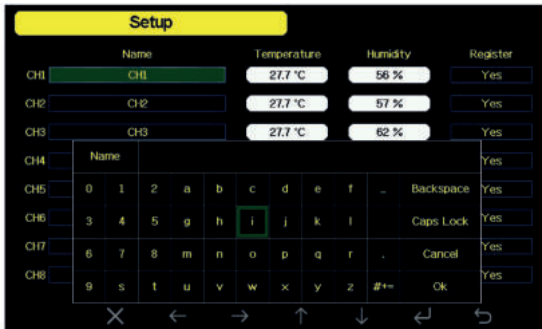 Setup
Name Temperature Humidity Register
CH1 CH1 27.7 °C 56 % Yes
CH2 CH2 27.7 °C 57 % Yes
CH3 CH3 27.7 °C 62 % Yes
CH4 Name Yes
CH5 0 1 2 a b c d e f _ Backspace Yes
CH6 3 4 5 g h i j k l Caps Lock Yes
CH7 6 7 8 m n o p q r . Cancel Yes
CH8 9 s t u v w x y z #+= Ok Yes